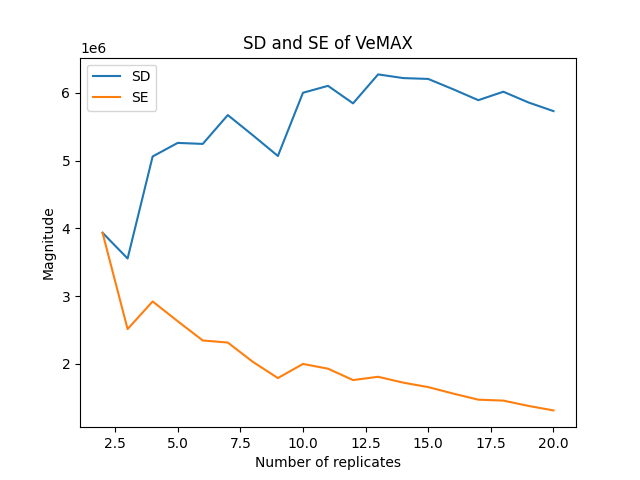 SD and SE of VeMAX
1e6
SD
SE
6
5
4
3
2
Magnitude
2.5 5.0 7.5 10.0 12.5 15.0 17.5 20.0
Number of replicates